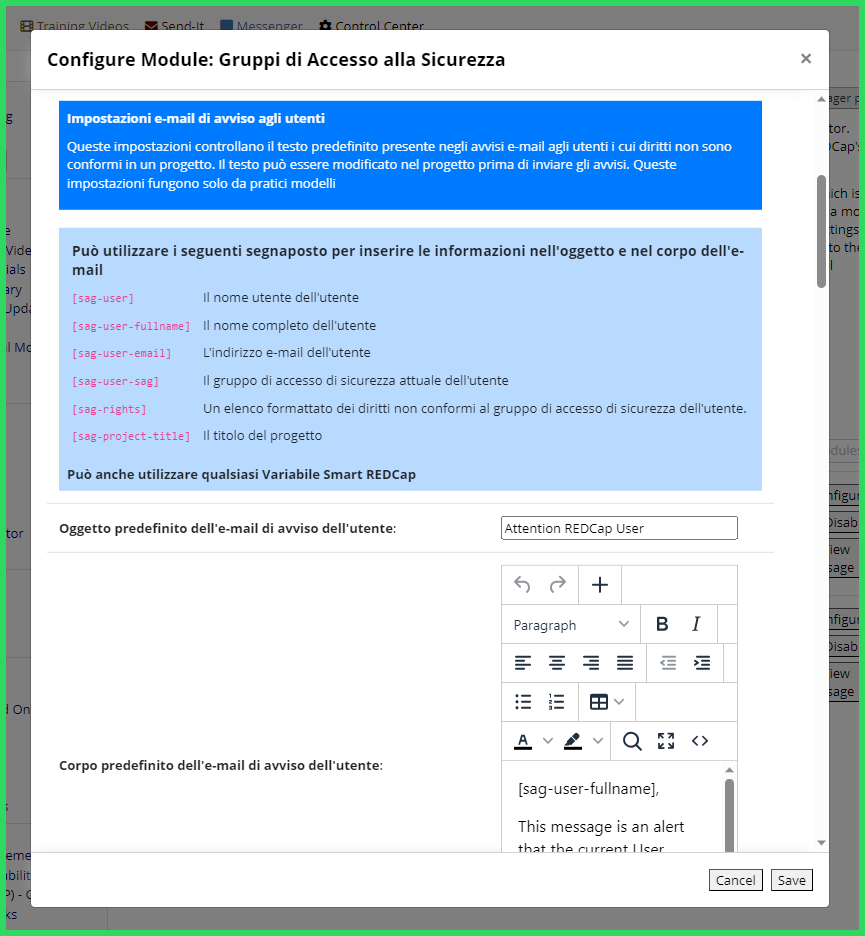 Training Videos Send-It Messenger Control Center
Configure Module: Gruppi di Accesso alla Sicurezza ×
Impostazioni e-mail di avviso agli utenti
Queste impostazioni controllano il testo predefinito presente negli avvisi e-mail agli utenti i cui diritti non sono
conformi in un progetto. Il testo può essere modificato nel progetto prima di inviare gli avvisi. Queste
impostazioni fungono solo da pratici modelli
Può utilizzare i seguenti segnaposto per inserire le informazioni nell'oggetto e nel corpo dell'e-
mail
[sag-user] Il nome utente dell'utente
[sag-user-fullname] Il nome completo dell'utente
[sag-user-email] L'indirizzo e-mail dell'utente
[sag-user-sag] Il gruppo di accesso di sicurezza attuale dell'utente
[sag-rights] Un elenco formattato dei diritti non conformi al gruppo di accesso di sicurezza dell'utente.
[sag-project-title] Il titolo del progetto
Può anche utilizzare qualsiasi Variabile Smart REDCap
Oggetto predefinito dell'e-mail di avviso dell'utente: Attention REDCap User
Paragraph B I
Corpo predefinito dell'e-mail di avviso dell'utente:
[sag-user-fullname],
This message is an alert
that the current User
Cancel Save